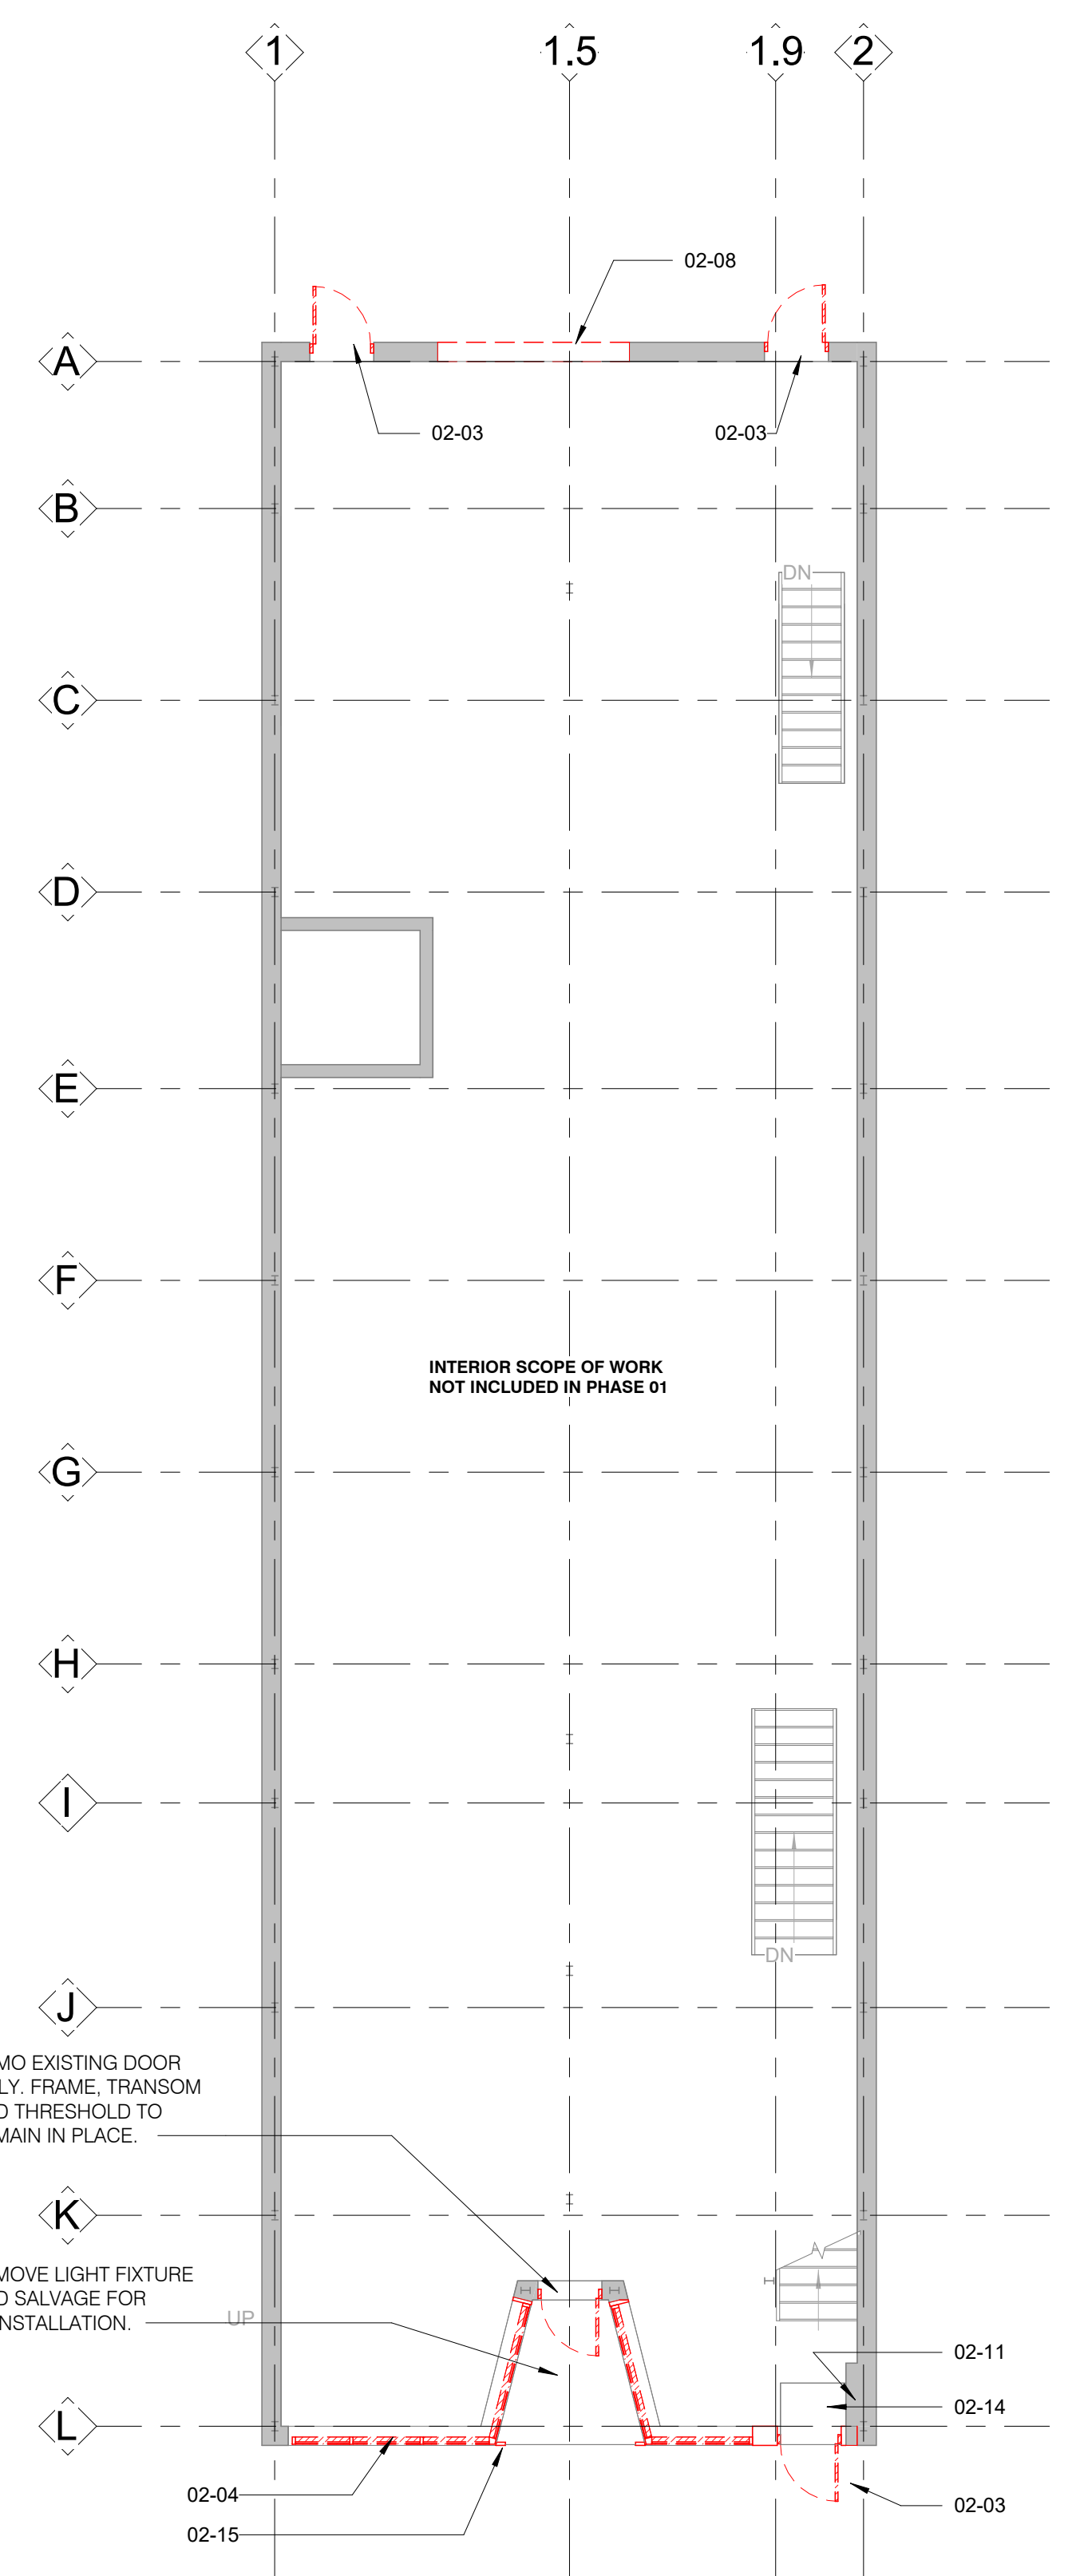 1
1.5
1.9
2
02-08
A
02-03
02-03
B
DN
C
D
E
F
INTERIOR SCOPE OF WORK
NOT INCLUDED IN PHASE 01
G
H
I
DN
J
MO EXISTING DOOR
LY. FRAME, TRANSOM
D THRESHOLD TO
MAIN IN PLACE.
K
MOVE LIGHT FIXTURE
D SALVAGE FOR
INSTALLATION.
UP
02-11
02-14
L
02-04
02-03
02-15